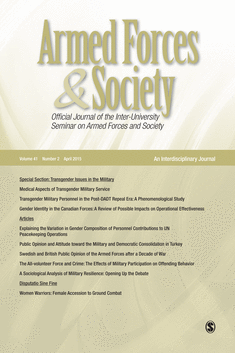 Armed Forces
& Society
Official Journal of the Inter-University
Seminar on Armed Forces and Society
Volume 41 Number 2 April 2015
An Interdisciplinary Journal
Special Section: Transgender Issues in the Military
Medical Aspects of Transgender Military Service
Transgender Military Personnel in the Post-DADT Repeal Era: A Phenomenological Study
Gender Identity in the Canadian Forces: A Review of Possible Impacts on Operational Effectiveness
Articles
Explaining the Variation in Gender Composition of Personnel Contributions to UN
Peacekeeping Operations
Public Opinion and Attitude toward the Military and Democratic Consolidation in Turkey
Swedish and British Public Opinion of the Armed Forces after a Decade of War
The All-volunteer Force and Crime: The Effects of Military Participation on Offending Behavior
A Sociological Analysis of Military Resilience: Opening Up the Debate
Disputatio Sine Fine
Women Warriors: Female Accession to Ground Combat
S